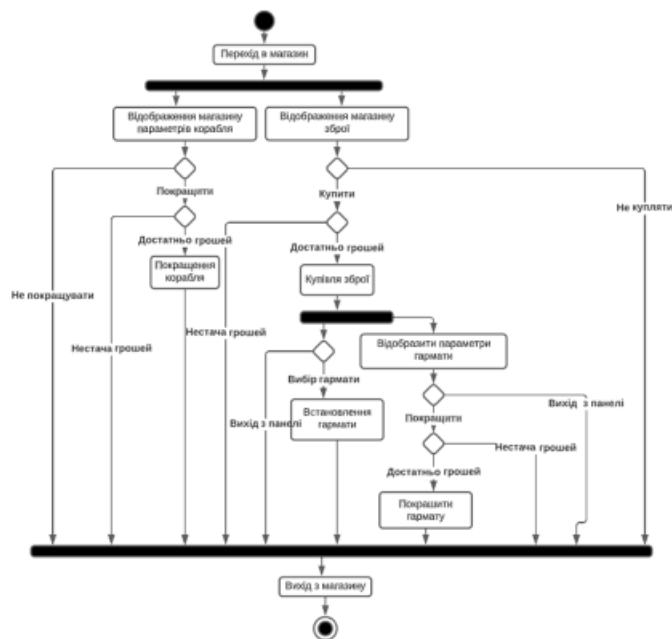 Перехід в магазин
Відображення магазину
параметрів корабля
Відображення магазину
зброї
Покращити
Купити
Не купляти
Достатньо грошей
Достатньо грошей
Покращення
корабля
Купівля зброї
Не покращувати
Нестача грошей
Нестача грошей
Відобразити параметри
гармати
Вибір гармати
Вихід з панелі
Встановлення
гармати
Вихід з панелі
Покращити
Нестача грошей
Достатньо грошей
Покращити
гармату
Вихід з магазину